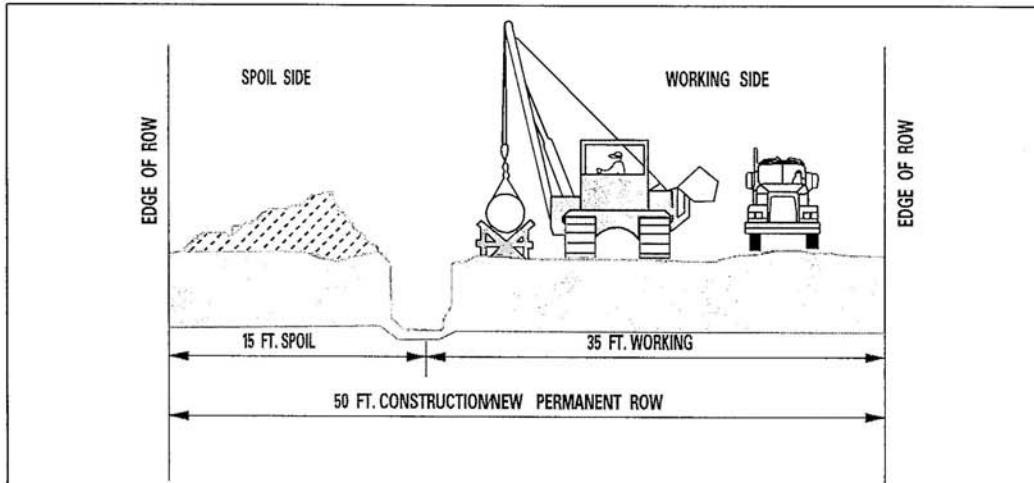 SPOIL SIDE
WORKING SIDE
EDGE OF ROW
EDGE OF ROW
15 FT. SPOIL
35 FT. WORKING
50 FT. CONSTRUCTION/NEW PERMANENT ROW